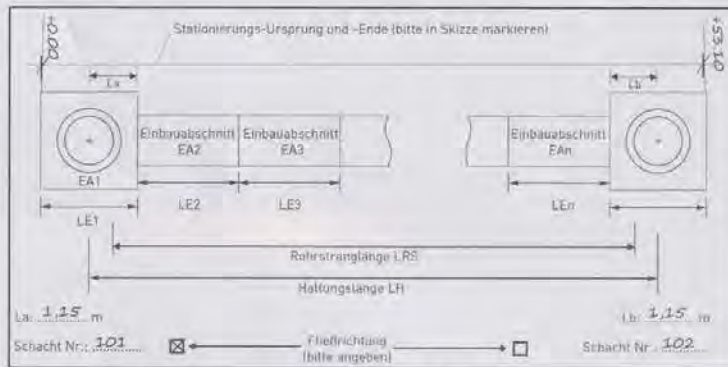 +0.00
Stationierungs-Ursprung und -Ende (bitte in Skizze markieren)
+53.10
La
Lb
Einbauabschnitt EA2
Einbauabschnitt EA3
Einbauabschnitt EAn
EA1
LE1
LE2
LE3
LEn
Rohrstranglänge LRS
Haltungslänge LH
La: 1,15 m
Lb: 1,15 m
Schacht Nr.: 101
Fließrichtung
(bitte angeben)
Schacht Nr.: 102